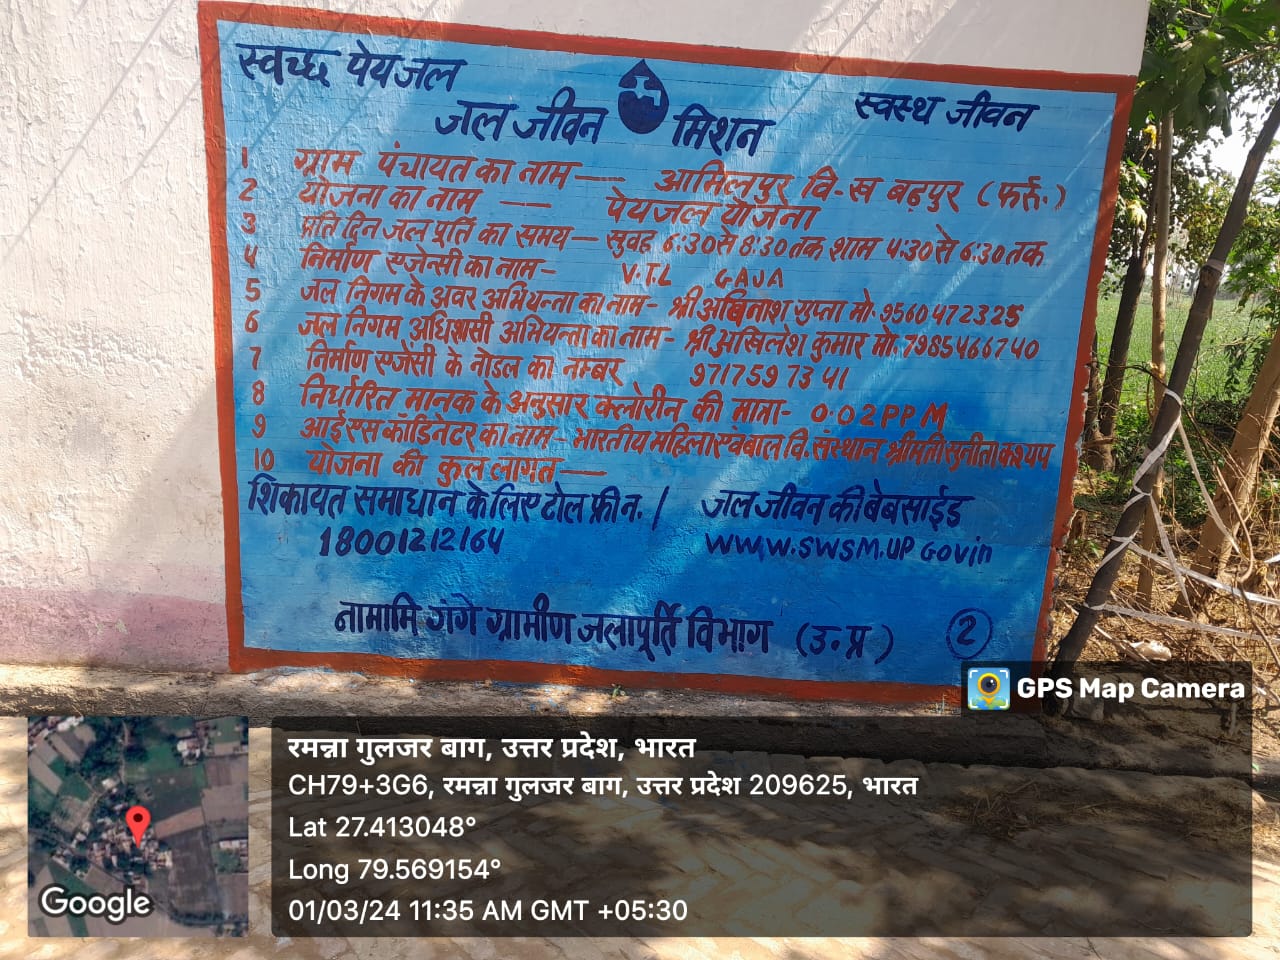 स्वच्छ पेयजल
स्वस्थ जीवन
जल जीवन मिशन
1 ग्राम पंचायत का नाम — आमिलपुर वि-ख बढ़पुर (फर्रु.)
2 योजना का नाम — पेयजल योजना
3 प्रति दिन जल पूर्ति का समय — सुवह 6:30 से 8:30 तक शाम 4:30 से 6:30 तक
4 निर्माण एजेन्सी का नाम - V.T.L GAJA
5 जल निगम के अवर अभियन्ता का नाम - श्री अबिनाश गुप्ता मो. 9560472325
6 जल निगम अधिशसी अभियन्ता का नाम - श्री अखिलेश कुमार मो. 7985466740
7 निर्माण एजेसी के नोडल का नम्बर 9717597341
8 निर्धारित मानक के अनुसार क्लोरीन की मात्रा - 0.02PPM
9 आईएस कॉडिनेटर का नाम - भारतीय महिला एवंबाल वि. संस्थान श्रीमती सुनीता कश्यप
10 योजना की कुल लागत —
शिकायत समाधान के लिए टोल फ्री न. / जल जीवन की बेबसाईड
18001212164 www.swsm.up Govin
नामामि गंगे ग्रामीण जलापूर्ति विभाग (उ.प्र) 2
GPS Map Camera
रमन्ना गुलजर बाग, उत्तर प्रदेश, भारत
CH79+3G6, रमन्ना गुलजर बाग, उत्तर प्रदेश 209625, भारत
Lat 27.413048°
Long 79.569154°
01/03/24 11:35 AM GMT +05:30
Google